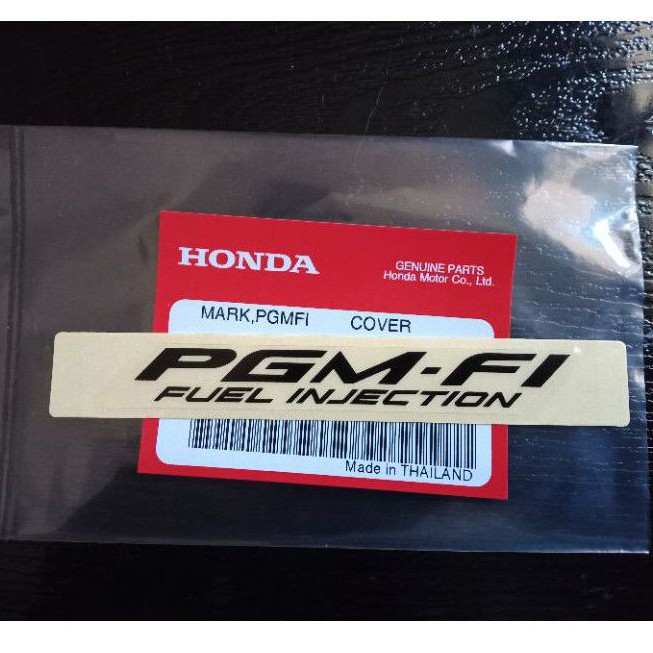 HONDA
GENUINE PARTS
Honda Motor Co., Ltd.
MARK,PGMFI COVER
PGM-FI
FUEL INJECTION
Made in THAILAND